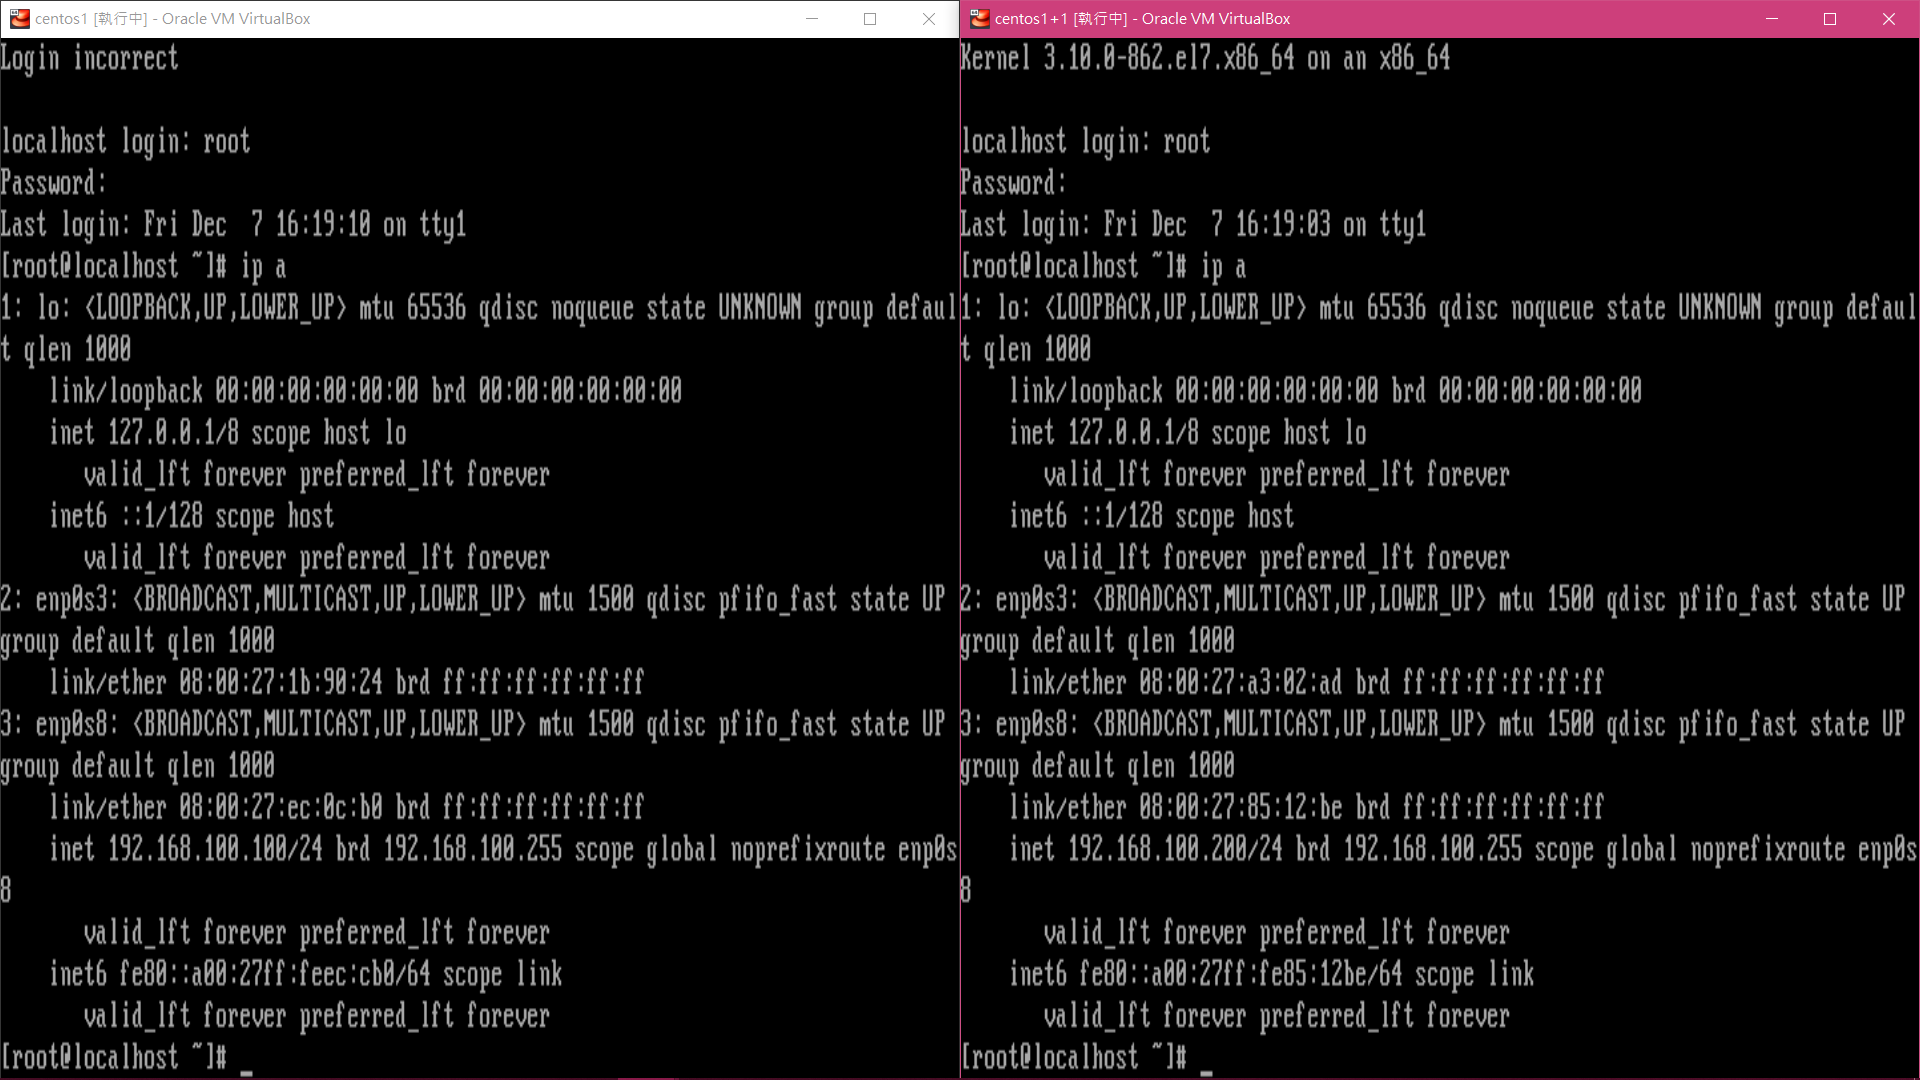 centos1 [執行中] - Oracle VM VirtualBox
Login incorrect
localhost login: root
Password:
Last login: Fri Dec  7 16:19:10 on tty1
[root@localhost ~]# ip a
1: lo: <LOOPBACK,UP,LOWER_UP> mtu 65536 qdisc noqueue state UNKNOWN group defaul
t qlen 1000
    link/loopback 00:00:00:00:00:00 brd 00:00:00:00:00:00
    inet 127.0.0.1/8 scope host lo
       valid_lft forever preferred_lft forever
    inet6 ::1/128 scope host
       valid_lft forever preferred_lft forever
2: enp0s3: <BROADCAST,MULTICAST,UP,LOWER_UP> mtu 1500 qdisc pfifo_fast state UP
group default qlen 1000
    link/ether 08:00:27:1b:90:24 brd ff:ff:ff:ff:ff:ff
3: enp0s8: <BROADCAST,MULTICAST,UP,LOWER_UP> mtu 1500 qdisc pfifo_fast state UP
group default qlen 1000
    link/ether 08:00:27:ec:0c:b0 brd ff:ff:ff:ff:ff:ff
    inet 192.168.100.100/24 brd 192.168.100.255 scope global noprefixroute enp0s
8
       valid_lft forever preferred_lft forever
    inet6 fe80::a00:27ff:feec:cb0/64 scope link
       valid_lft forever preferred_lft forever
[root@localhost ~]# _
centos1+1 [執行中] - Oracle VM VirtualBox
Kernel 3.10.0-862.el7.x86_64 on an x86_64
localhost login: root
Password:
Last login: Fri Dec  7 16:19:03 on tty1
[root@localhost ~]# ip a
1: lo: <LOOPBACK,UP,LOWER_UP> mtu 65536 qdisc noqueue state UNKNOWN group defaul
t qlen 1000
    link/loopback 00:00:00:00:00:00 brd 00:00:00:00:00:00
    inet 127.0.0.1/8 scope host lo
       valid_lft forever preferred_lft forever
    inet6 ::1/128 scope host
       valid_lft forever preferred_lft forever
2: enp0s3: <BROADCAST,MULTICAST,UP,LOWER_UP> mtu 1500 qdisc pfifo_fast state UP
group default qlen 1000
    link/ether 08:00:27:a3:02:ad brd ff:ff:ff:ff:ff:ff
3: enp0s8: <BROADCAST,MULTICAST,UP,LOWER_UP> mtu 1500 qdisc pfifo_fast state UP
group default qlen 1000
    link/ether 08:00:27:85:12:be brd ff:ff:ff:ff:ff:ff
    inet 192.168.100.200/24 brd 192.168.100.255 scope global noprefixroute enp0s
8
       valid_lft forever preferred_lft forever
    inet6 fe80::a00:27ff:fe85:12be/64 scope link
       valid_lft forever preferred_lft forever
[root@localhost ~]# _